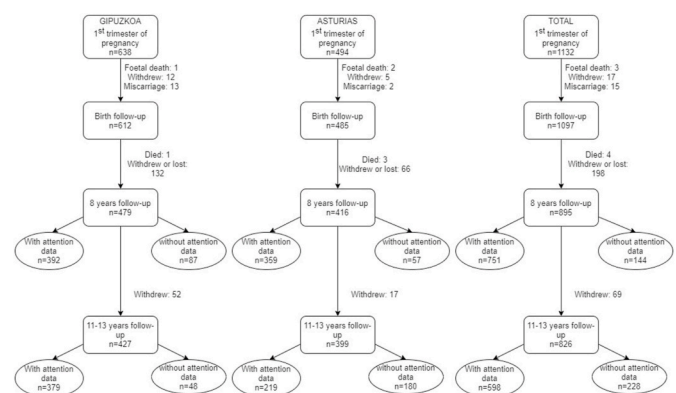 GIPUZKOA
1st trimester of
pregnancy
n=638
Foetal death: 1
Withdrew: 12
Miscarriage: 13
Birth follow-up
n=612
Died: 1
Withdrew or lost:
132
8 years follow-up
n=479
With attention
data
n=392
without attention
data
n=87
Withdrew: 52
11-13 years follow-
up
n=427
With attention
data
n=379
without attention
data
n=48
ASTURIAS
1st trimester of
pregnancy
n=494
Foetal death: 2
Withdrew: 5
Miscarriage: 2
Birth follow-up
n=485
Died: 3
Withdrew or lost: 66
8 years follow-up
n=416
With attention
data
n=359
without attention
data
n=57
Withdrew: 17
11-13 years follow-
up
n=399
With attention
data
n=219
without attention
data
n=180
TOTAL
1st trimester of
pregnancy
n=1132
Foetal death: 3
Withdrew: 17
Miscarriage: 15
Birth follow-up
n=1097
Died: 4
Withdrew or lost:
198
8 years follow-up
n=895
With attention
data
n=751
without attention
data
n=144
Withdrew: 69
11-13 years follow-
up
n=826
With attention
data
n=598
without attention
data
n=228